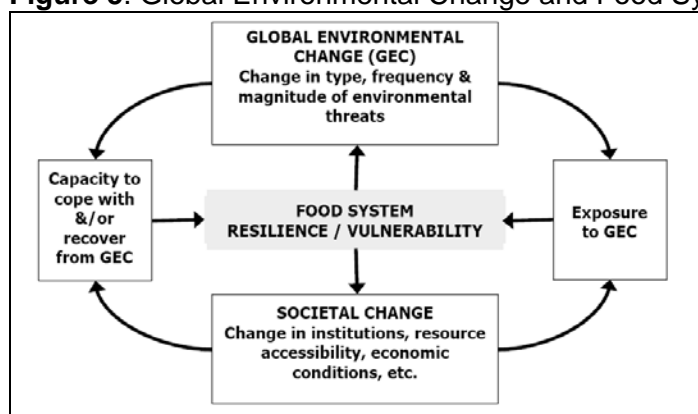 Figure 3: Global Environmental Change and Food Sy
GLOBAL ENVIRONMENTAL
CHANGE (GEC)
Change in type, frequency &
magnitude of environmental
threats
Capacity to
cope with
&/or
recover
from GEC
FOOD SYSTEM
RESILIENCE / VULNERABILITY
Exposure
to GEC
SOCIETAL CHANGE
Change in institutions, resource
accessibility, economic
conditions, etc.